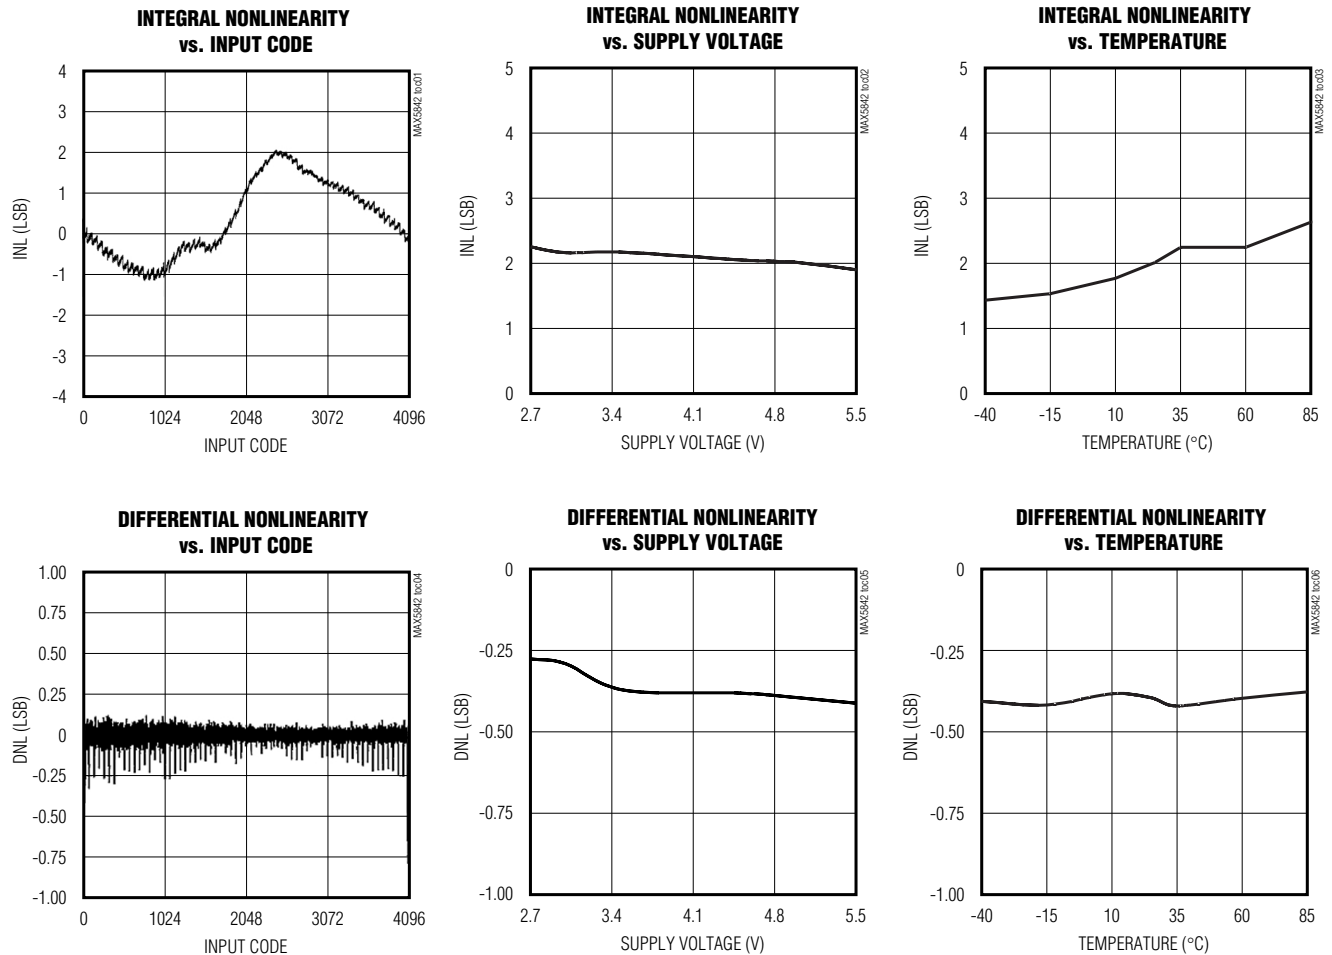 INTEGRAL NONLINEARITY
vs. INPUT CODE
4
3
2
1
0
-1
-2
-3
-4
INL (LSB)
0 1024 2048 3072 4096
INPUT CODE
MAX5842 toc01
INTEGRAL NONLINEARITY
vs. SUPPLY VOLTAGE
5
4
3
2
1
0
INL (LSB)
2.7 3.4 4.1 4.8 5.5
SUPPLY VOLTAGE (V)
MAX5842 toc02
INTEGRAL NONLINEARITY
vs. TEMPERATURE
5
4
3
2
1
0
INL (LSB)
-40 -15 10 35 60 85
TEMPERATURE (°C)
MAX5842 toc03
DIFFERENTIAL NONLINEARITY
vs. INPUT CODE
1.00
0.75
0.50
0.25
0
-0.25
-0.50
-0.75
-1.00
DNL (LSB)
0 1024 2048 3072 4096
INPUT CODE
MAX5842 toc04
DIFFERENTIAL NONLINEARITY
vs. SUPPLY VOLTAGE
0
-0.25
-0.50
-0.75
-1.00
DNL (LSB)
2.7 3.4 4.1 4.8 5.5
SUPPLY VOLTAGE (V)
MAX5842 toc05
DIFFERENTIAL NONLINEARITY
vs. TEMPERATURE
0
-0.25
-0.50
-0.75
-1.00
DNL (LSB)
-40 -15 10 35 60 85
TEMPERATURE (°C)
MAX5842 toc06